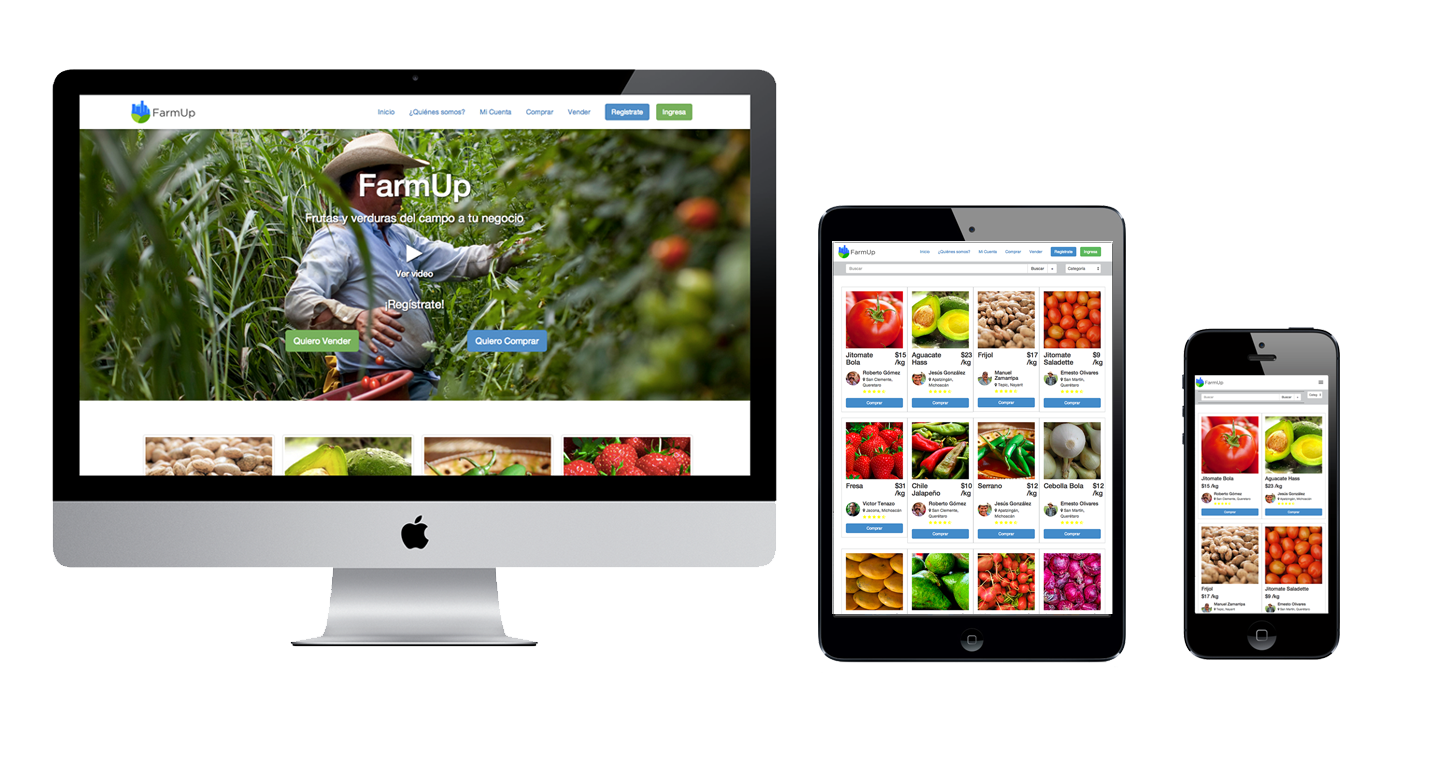 FarmUp
Inicio ¿Quiénes somos? Mi Cuenta Comprar Vender Regístrate Ingresa
FarmUp
Frutas y verduras del campo a tu negocio
Ver video
¡Regístrate!
Quiero Vender Quiero Comprar
FarmUp
Inicio ¿Quiénes somos? Mi Cuenta Comprar Vender Regístrate Ingresa
Buscar Buscar Categoría
Jitomate Bola $15 /kg
Roberto Gómez
San Clemente, Querétaro
Comprar
Aguacate Hass $23 /kg
Jesús González
Apatzingán, Michoacán
Comprar
Frijol $17 /kg
Manuel Zamarripa
Tepic, Nayarit
Comprar
Jitomate Saladette $9 /kg
Ernesto Olivares
San Martín, Querétaro
Comprar
Fresa $31 /kg
Víctor Tenazo
Jacona, Michoacán
Comprar
Chile Jalapeño $10 /kg
Roberto Gómez
San Clemente, Querétaro
Comprar
Serrano $12 /kg
Jesús González
Apatzingán, Michoacán
Comprar
Cebolla Bola $12 /kg
Ernesto Olivares
San Martín, Querétaro
Comprar
FarmUp
Buscar Buscar Categ
Jitomate Bola
$15 /kg
Roberto Gómez
San Clemente, Querétaro
Comprar
Aguacate Hass
$23 /kg
Jesús González
Apatzingán, Michoacán
Comprar
Frijol
$17 /kg
Manuel Zamarripa
Tepic, Nayarit
Jitomate Saladette
$9 /kg
Ernesto Olivares
San Martín, Querétaro